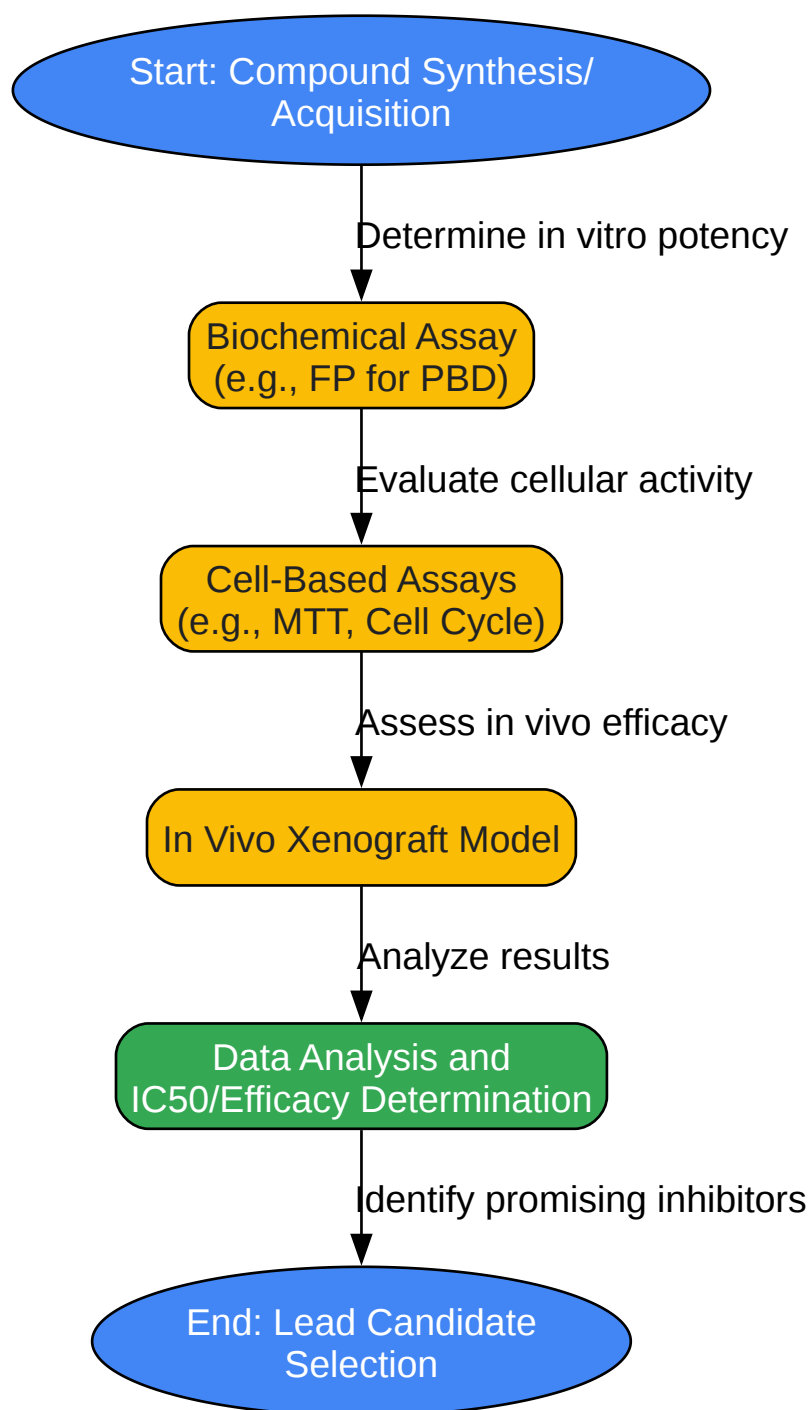 Start: Compound Synthesis/
Acquisition
Determine in vitro potency
Biochemical Assay
(e.g., FP for PBD)
Evaluate cellular activity
Cell-Based Assays
(e.g., MTT, Cell Cycle)
Assess in vivo efficacy
In Vivo Xenograft Model
Analyze results
Data Analysis and
IC50/Efficacy Determination
Identify promising inhibitors
End: Lead Candidate
Selection